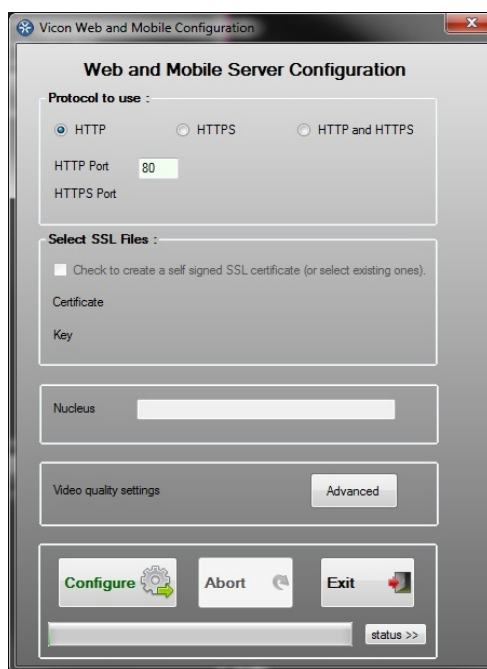 Vicon Web and Mobile Configuration
Web and Mobile Server Configuration
Protocol to use :
HTTP HTTPS HTTP and HTTPS
HTTP Port 80
HTTPS Port
Select SSL Files :
Check to create a self signed SSL certificate (or select existing ones).
Certificate
Key
Nucleus
Video quality settings Advanced
Configure Abort Exit
status >>